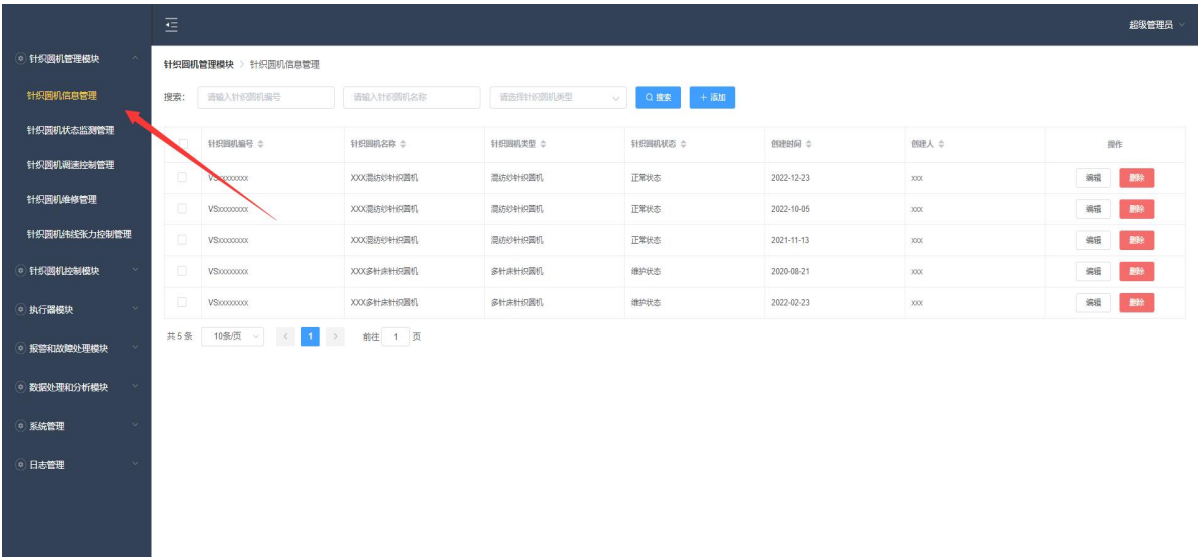 超级管理员
针织圆机管理模块
针织圆机信息管理
针织圆机状态监测管理
针织圆机调速控制管理
针织圆机维修管理
针织圆机纬线张力控制管理
针织圆机控制模块
执行器模块
报警和故障处理模块
数据处理和分析模块
系统管理
日志管理
针织圆机管理模块 > 针织圆机信息管理
搜索: 请输入针织圆机编号 请输入针织圆机名称 请选择针织圆机类型 搜索 + 添加
针织圆机编号 针织圆机名称 针织圆机类型 针织圆机状态 创建时间 创建人 操作
VSxxxxxxxx XXX混纺纱针织圆机 混纺纱针织圆机 正常状态 2022-12-23 xxx 编辑 删除
VSxxxxxxxx XXX混纺纱针织圆机 混纺纱针织圆机 正常状态 2022-10-05 xxx 编辑 删除
VSxxxxxxxx XXX混纺纱针织圆机 混纺纱针织圆机 正常状态 2021-11-13 xxx 编辑 删除
VSxxxxxxxx XXX多针床针织圆机 多针床针织圆机 维护状态 2020-08-21 xxx 编辑 删除
VSxxxxxxxx XXX多针床针织圆机 多针床针织圆机 维护状态 2022-02-23 xxx 编辑 删除
共 5 条 10条/页 < 1 > 前往 1 页